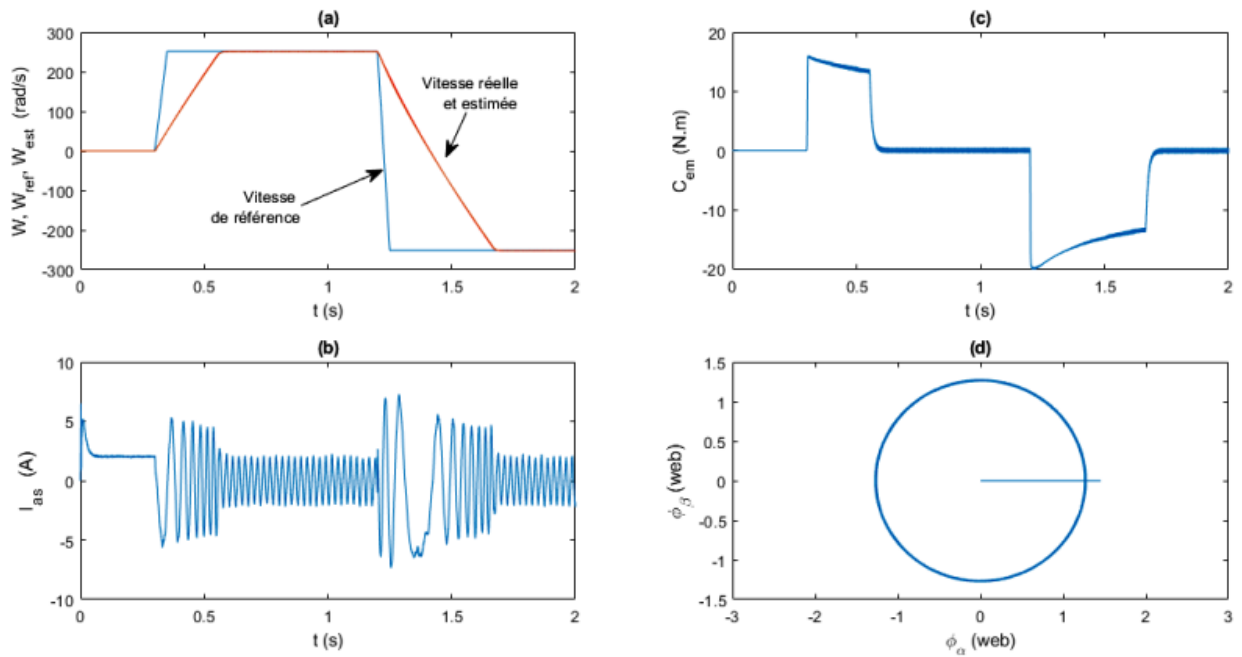 (a)
300
200
100
0
-100
-200
-300
W, W_ref, W_est (rad/s)
Vitesse réelle
et estimée
Vitesse
de référence
0
0.5
1
1.5
2
t (s)
(c)
20
10
0
-10
-20
C_em (N.m)
0
0.5
1
1.5
2
t (s)
(b)
10
5
0
-5
-10
I_as (A)
0
0.5
1
1.5
2
t (s)
(d)
1.5
1
0.5
0
-0.5
-1
-1.5
ϕ_β (web)
-3
-2
-1
0
1
2
3
ϕ_α (web)